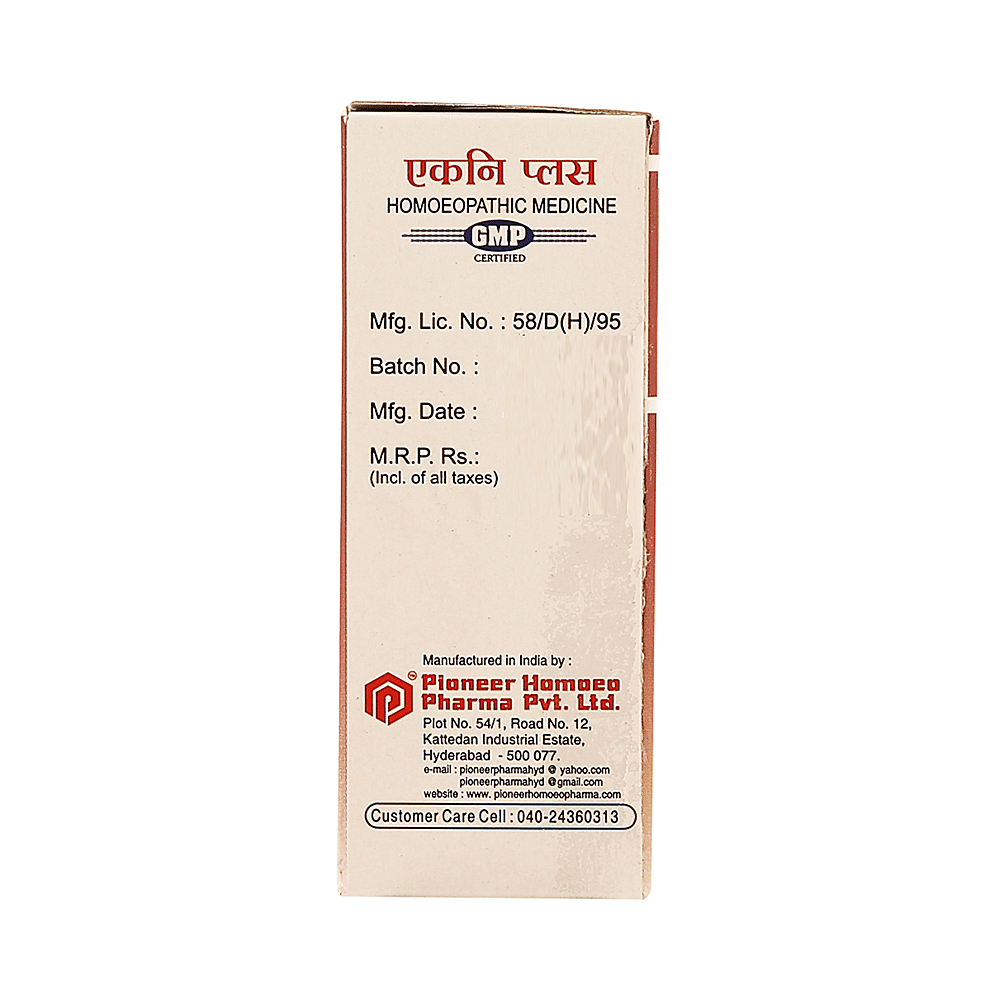 एकनि प्लस
HOMOEOPATHIC MEDICINE
GMP
CERTIFIED
Mfg. Lic. No. : 58/D(H)/95
Batch No. :
Mfg. Date :
M.R.P. Rs.:
(Incl. of all taxes)
Manufactured in India by :
Pioneer Homoeo
Pharma Pvt. Ltd.
TM
Plot No. 54/1, Road No. 12,
Kattedan Industrial Estate,
Hyderabad - 500 077.
e-mail : pioneerpharmahyd @ yahoo.com
pioneerpharmahyd @gmail.com
website : www. pioneerhomoeopharma.com
Customer Care Cell : 040-24360313